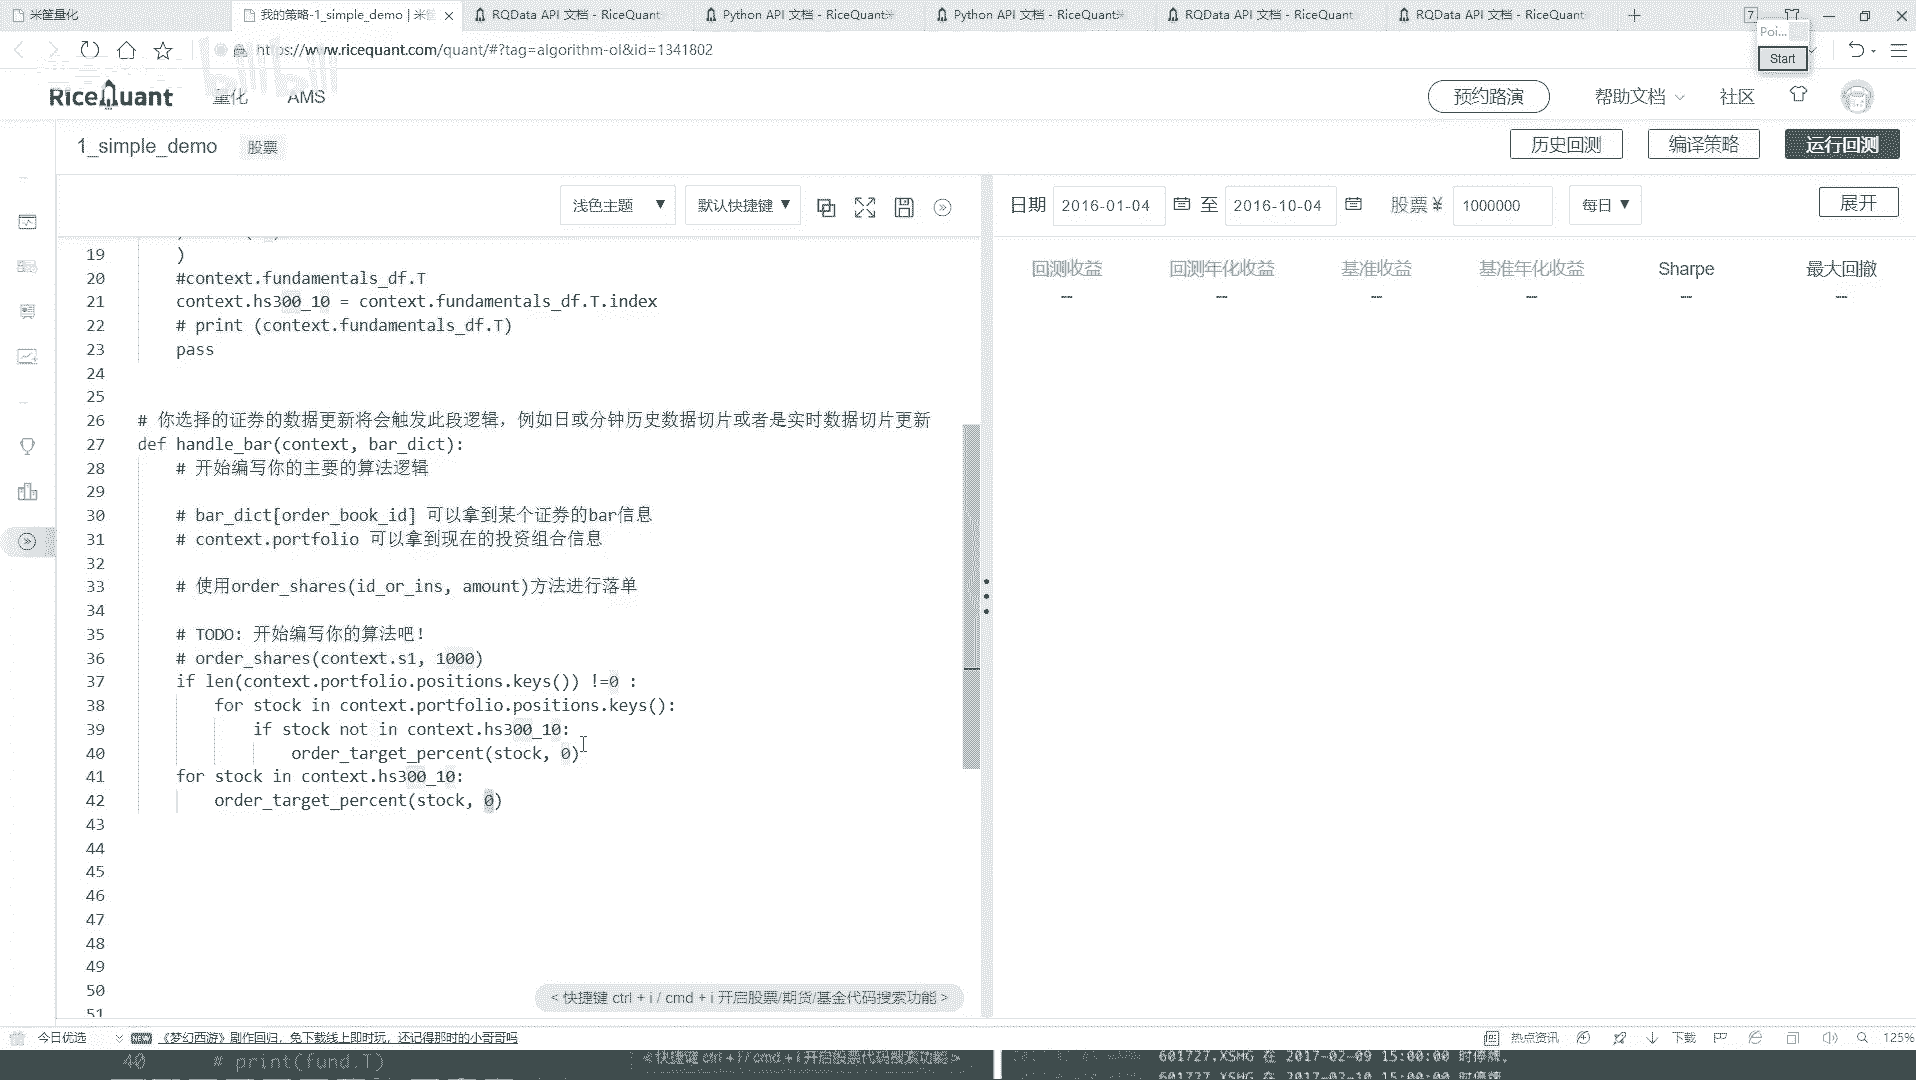 米筐量化
我的策略-1_simple_demo | 米筐
RQData API 文档 - RiceQuant
Python API 文档 - RiceQuant
Python API 文档 - RiceQuant
RQData API 文档 - RiceQuant
RQData API 文档 - RiceQuant
7
Poi...
Start
https://www.ricequant.com/quant/#?tag=algorithm-ol&id=1341802
bilibili
RiceQuant
量化
AMS
预约路演
帮助文档
社区
1_simple_demo
股票
历史回测
编译策略
运行回测
浅色主题
默认快捷键
日期
2016-01-04
至
2016-10-04
股票 ¥
1000000
每日
展开
回测收益
回测年化收益
基准收益
基准年化收益
Sharpe
最大回撤
--
--
--
--
--
--
19 )
20 #context.fundamentals_df.T
21 context.hs300_10 = context.fundamentals_df.T.index
22 # print (context.fundamentals_df.T)
23 pass
24
25
26 # 你选择的证券的数据更新将会触发此段逻辑，例如日或分钟历史数据切片或者是实时数据切片更新
27 def handle_bar(context, bar_dict):
28 # 开始编写你的主要的算法逻辑
29
30 # bar_dict[order_book_id] 可以拿到某个证券的bar信息
31 # context.portfolio 可以拿到现在的投资组合信息
32
33 # 使用order_shares(id_or_ins, amount)方法进行落单
34
35 # TODO: 开始编写你的算法吧！
36 # order_shares(context.s1, 1000)
37 if len(context.portfolio.positions.keys()) !=0 :
38 for stock in context.portfolio.positions.keys():
39 if stock not in context.hs300_10:
40 order_target_percent(stock, 0)
41 for stock in context.hs300_10:
42 order_target_percent(stock, 0)
43
44
45
46
47
48
49
50
51
< 快捷键 ctrl + i / cmd + i 开启股票/期货/基金代码搜索功能 >
今日优选
NEW
《梦幻西游》剧作回归，免下载线上即时玩，还记得那时的小哥哥吗
热点资讯
下载
125%
40 # print(fund.T)
< 快捷键 ctrl + i / cmd + i 开启股票代码搜索功能 >
601727.XSHG 在 2017-02-09 15:00:00 时停牌。
601727.XSHG 在 2017-02-10 15:00:00 时停牌。